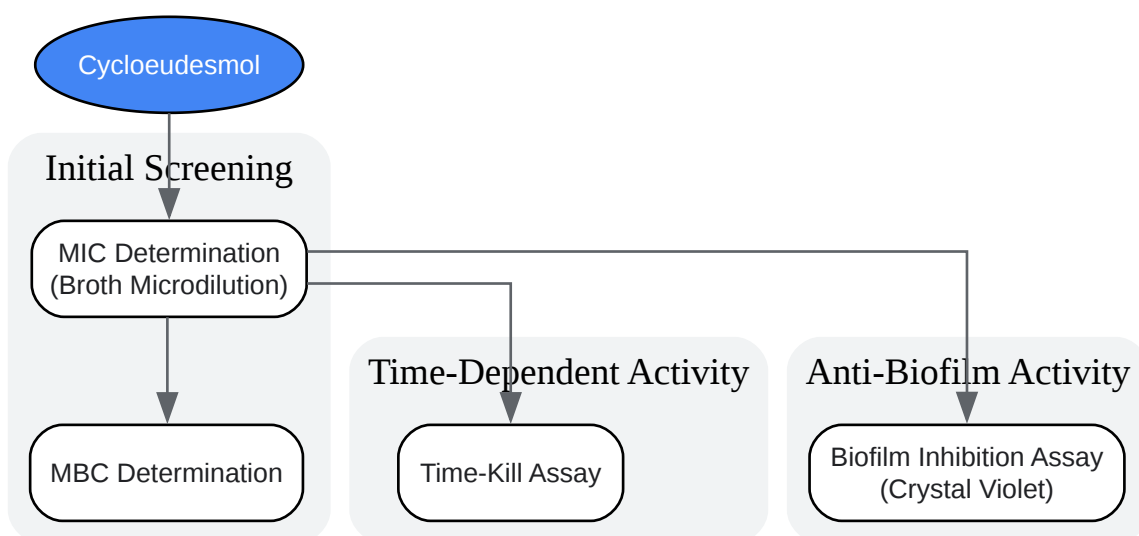 Cycloeudesmol
Initial Screening
MIC Determination
(Broth Microdilution)
MBC Determination
Time-Dependent Activity
Time-Kill Assay
Anti-Biofilm Activity
Biofilm Inhibition Assay
(Crystal Violet)